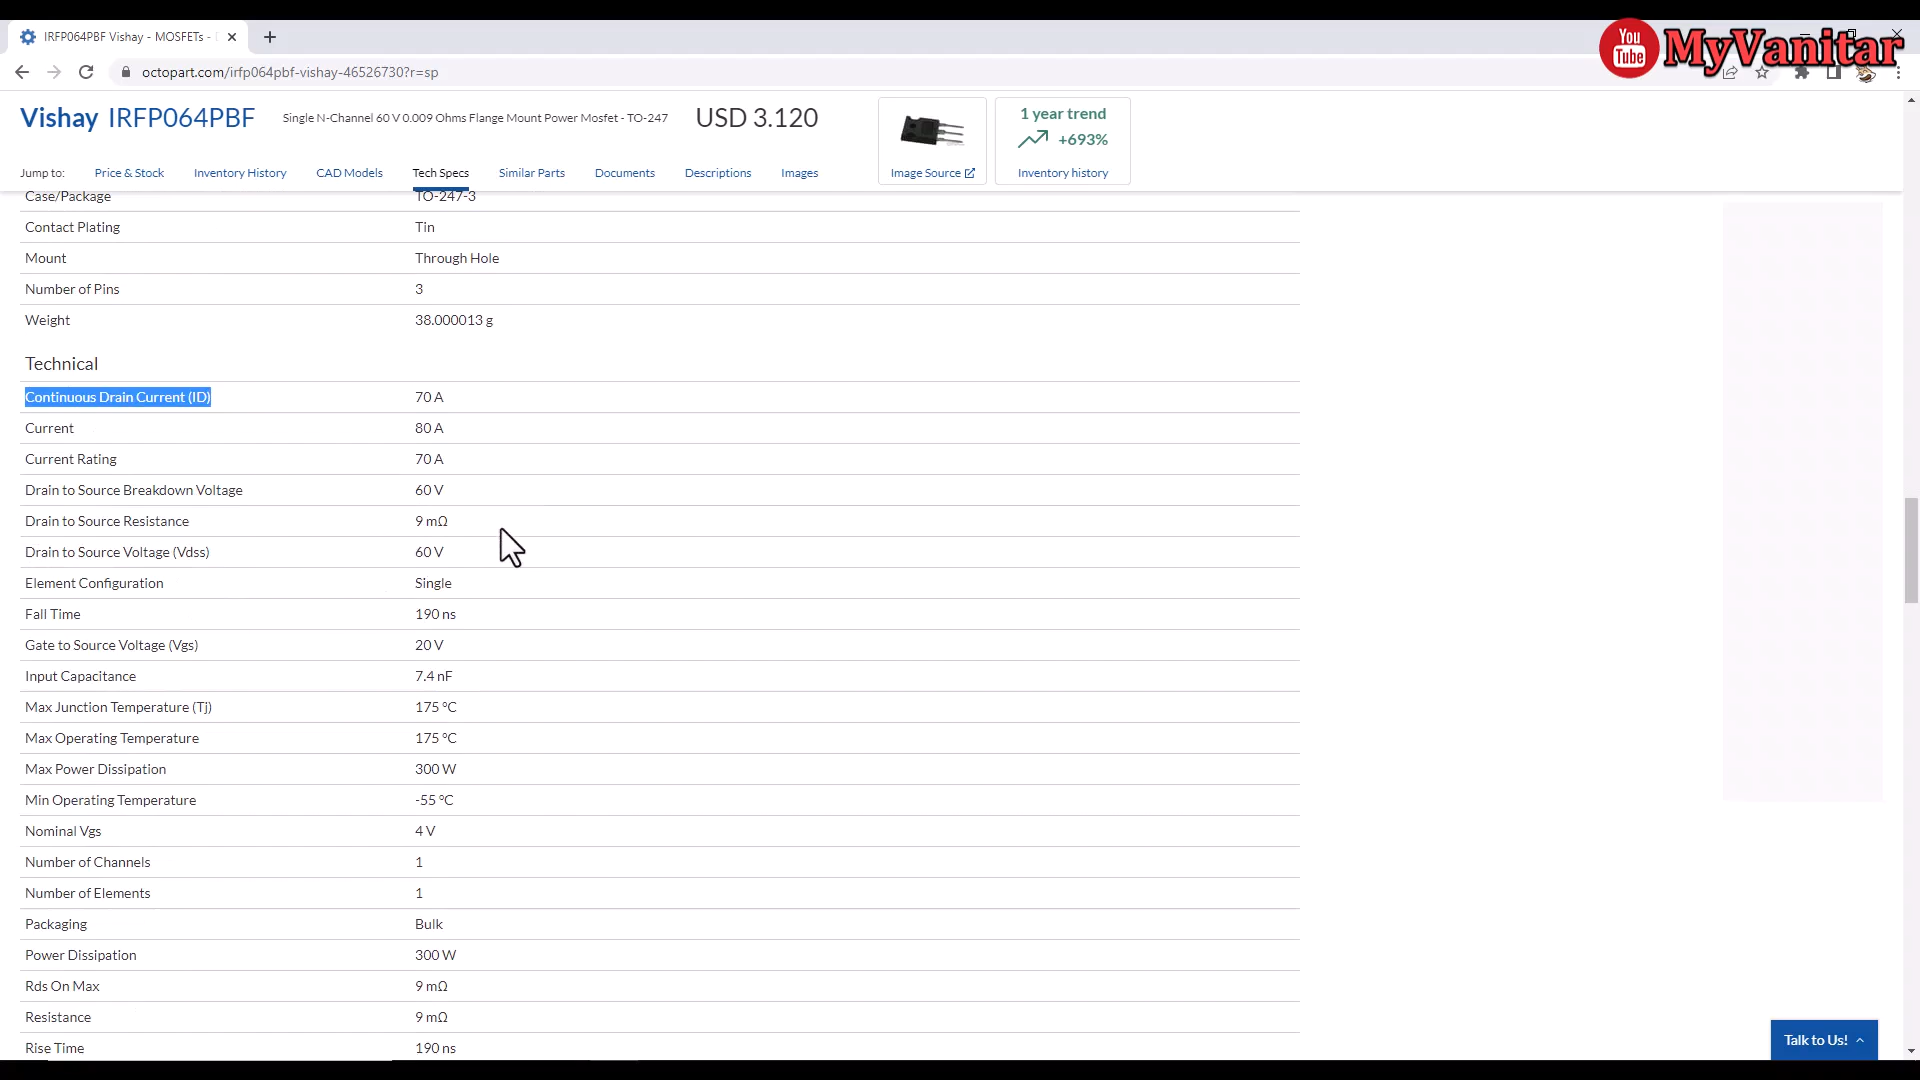 IRFP064PBF Vishay - MOSFETs -
octopart.com/irfp064pbf-vishay-46526730?r=sp
You Tube MyVanitar
Vishay IRFP064PBF Single N-Channel 60 V 0.009 Ohms Flange Mount Power Mosfet - TO-247 USD 3.120
1 year trend
+693%
Image Source
Inventory history
Jump to: Price & Stock Inventory History CAD Models Tech Specs Similar Parts Documents Descriptions Images
Case/Package TO-247-3
Contact Plating Tin
Mount Through Hole
Number of Pins 3
Weight 38.000013 g
Technical
Continuous Drain Current (ID) 70 A
Current 80 A
Current Rating 70 A
Drain to Source Breakdown Voltage 60 V
Drain to Source Resistance 9 mΩ
Drain to Source Voltage (Vdss) 60 V
Element Configuration Single
Fall Time 190 ns
Gate to Source Voltage (Vgs) 20 V
Input Capacitance 7.4 nF
Max Junction Temperature (Tj) 175 °C
Max Operating Temperature 175 °C
Max Power Dissipation 300 W
Min Operating Temperature -55 °C
Nominal Vgs 4 V
Number of Channels 1
Number of Elements 1
Packaging Bulk
Power Dissipation 300 W
Rds On Max 9 mΩ
Resistance 9 mΩ
Rise Time 190 ns
Talk to Us!